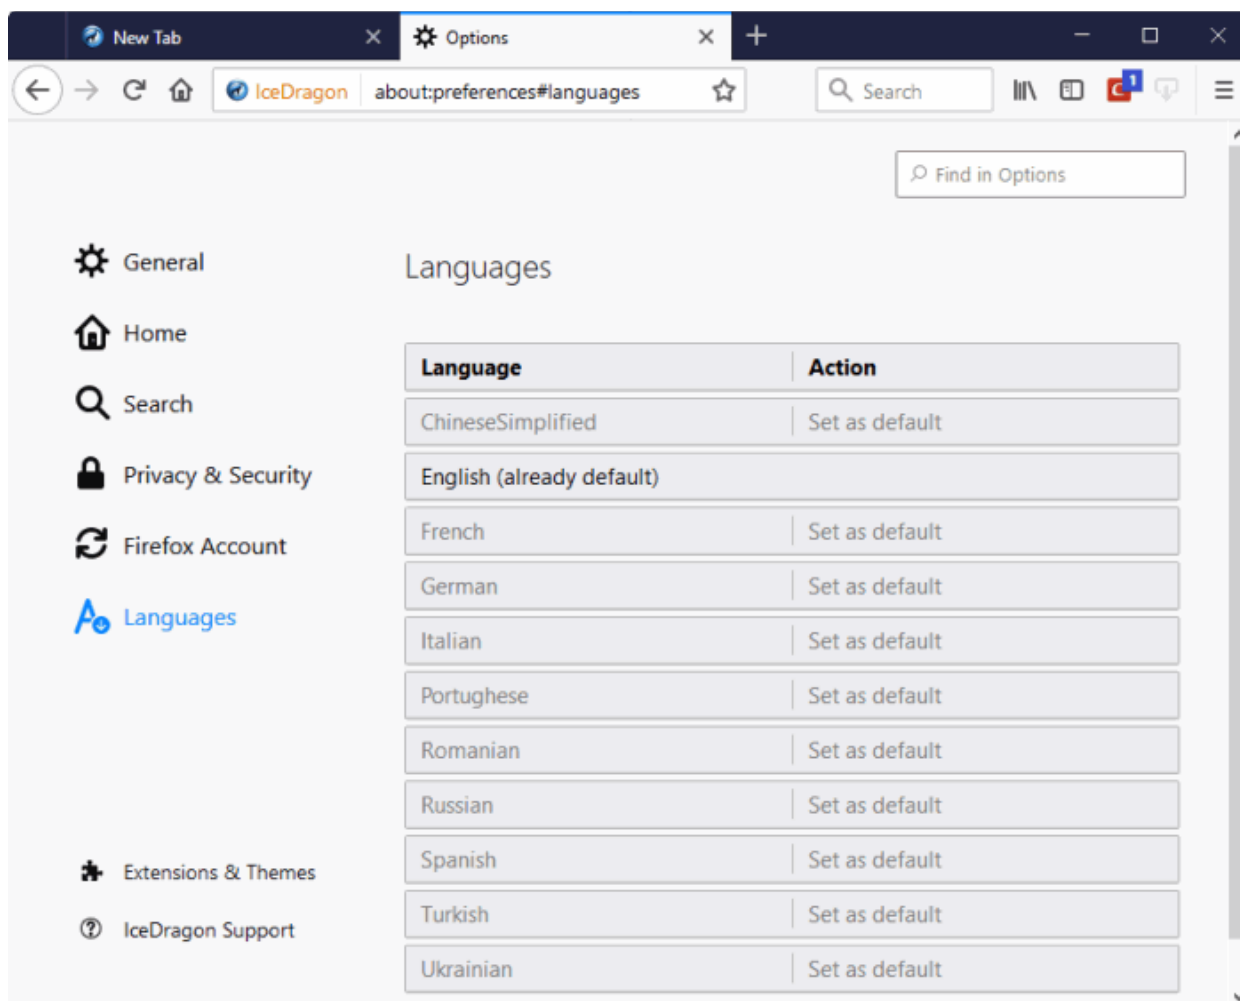 New Tab
Options
IceDragon about:preferences#languages
Search
1
Find in Options
General
Home
Search
Privacy & Security
Firefox Account
Languages
Extensions & Themes
IceDragon Support
Languages
Language Action
ChineseSimplified Set as default
English (already default)
French Set as default
German Set as default
Italian Set as default
Portughese Set as default
Romanian Set as default
Russian Set as default
Spanish Set as default
Turkish Set as default
Ukrainian Set as default